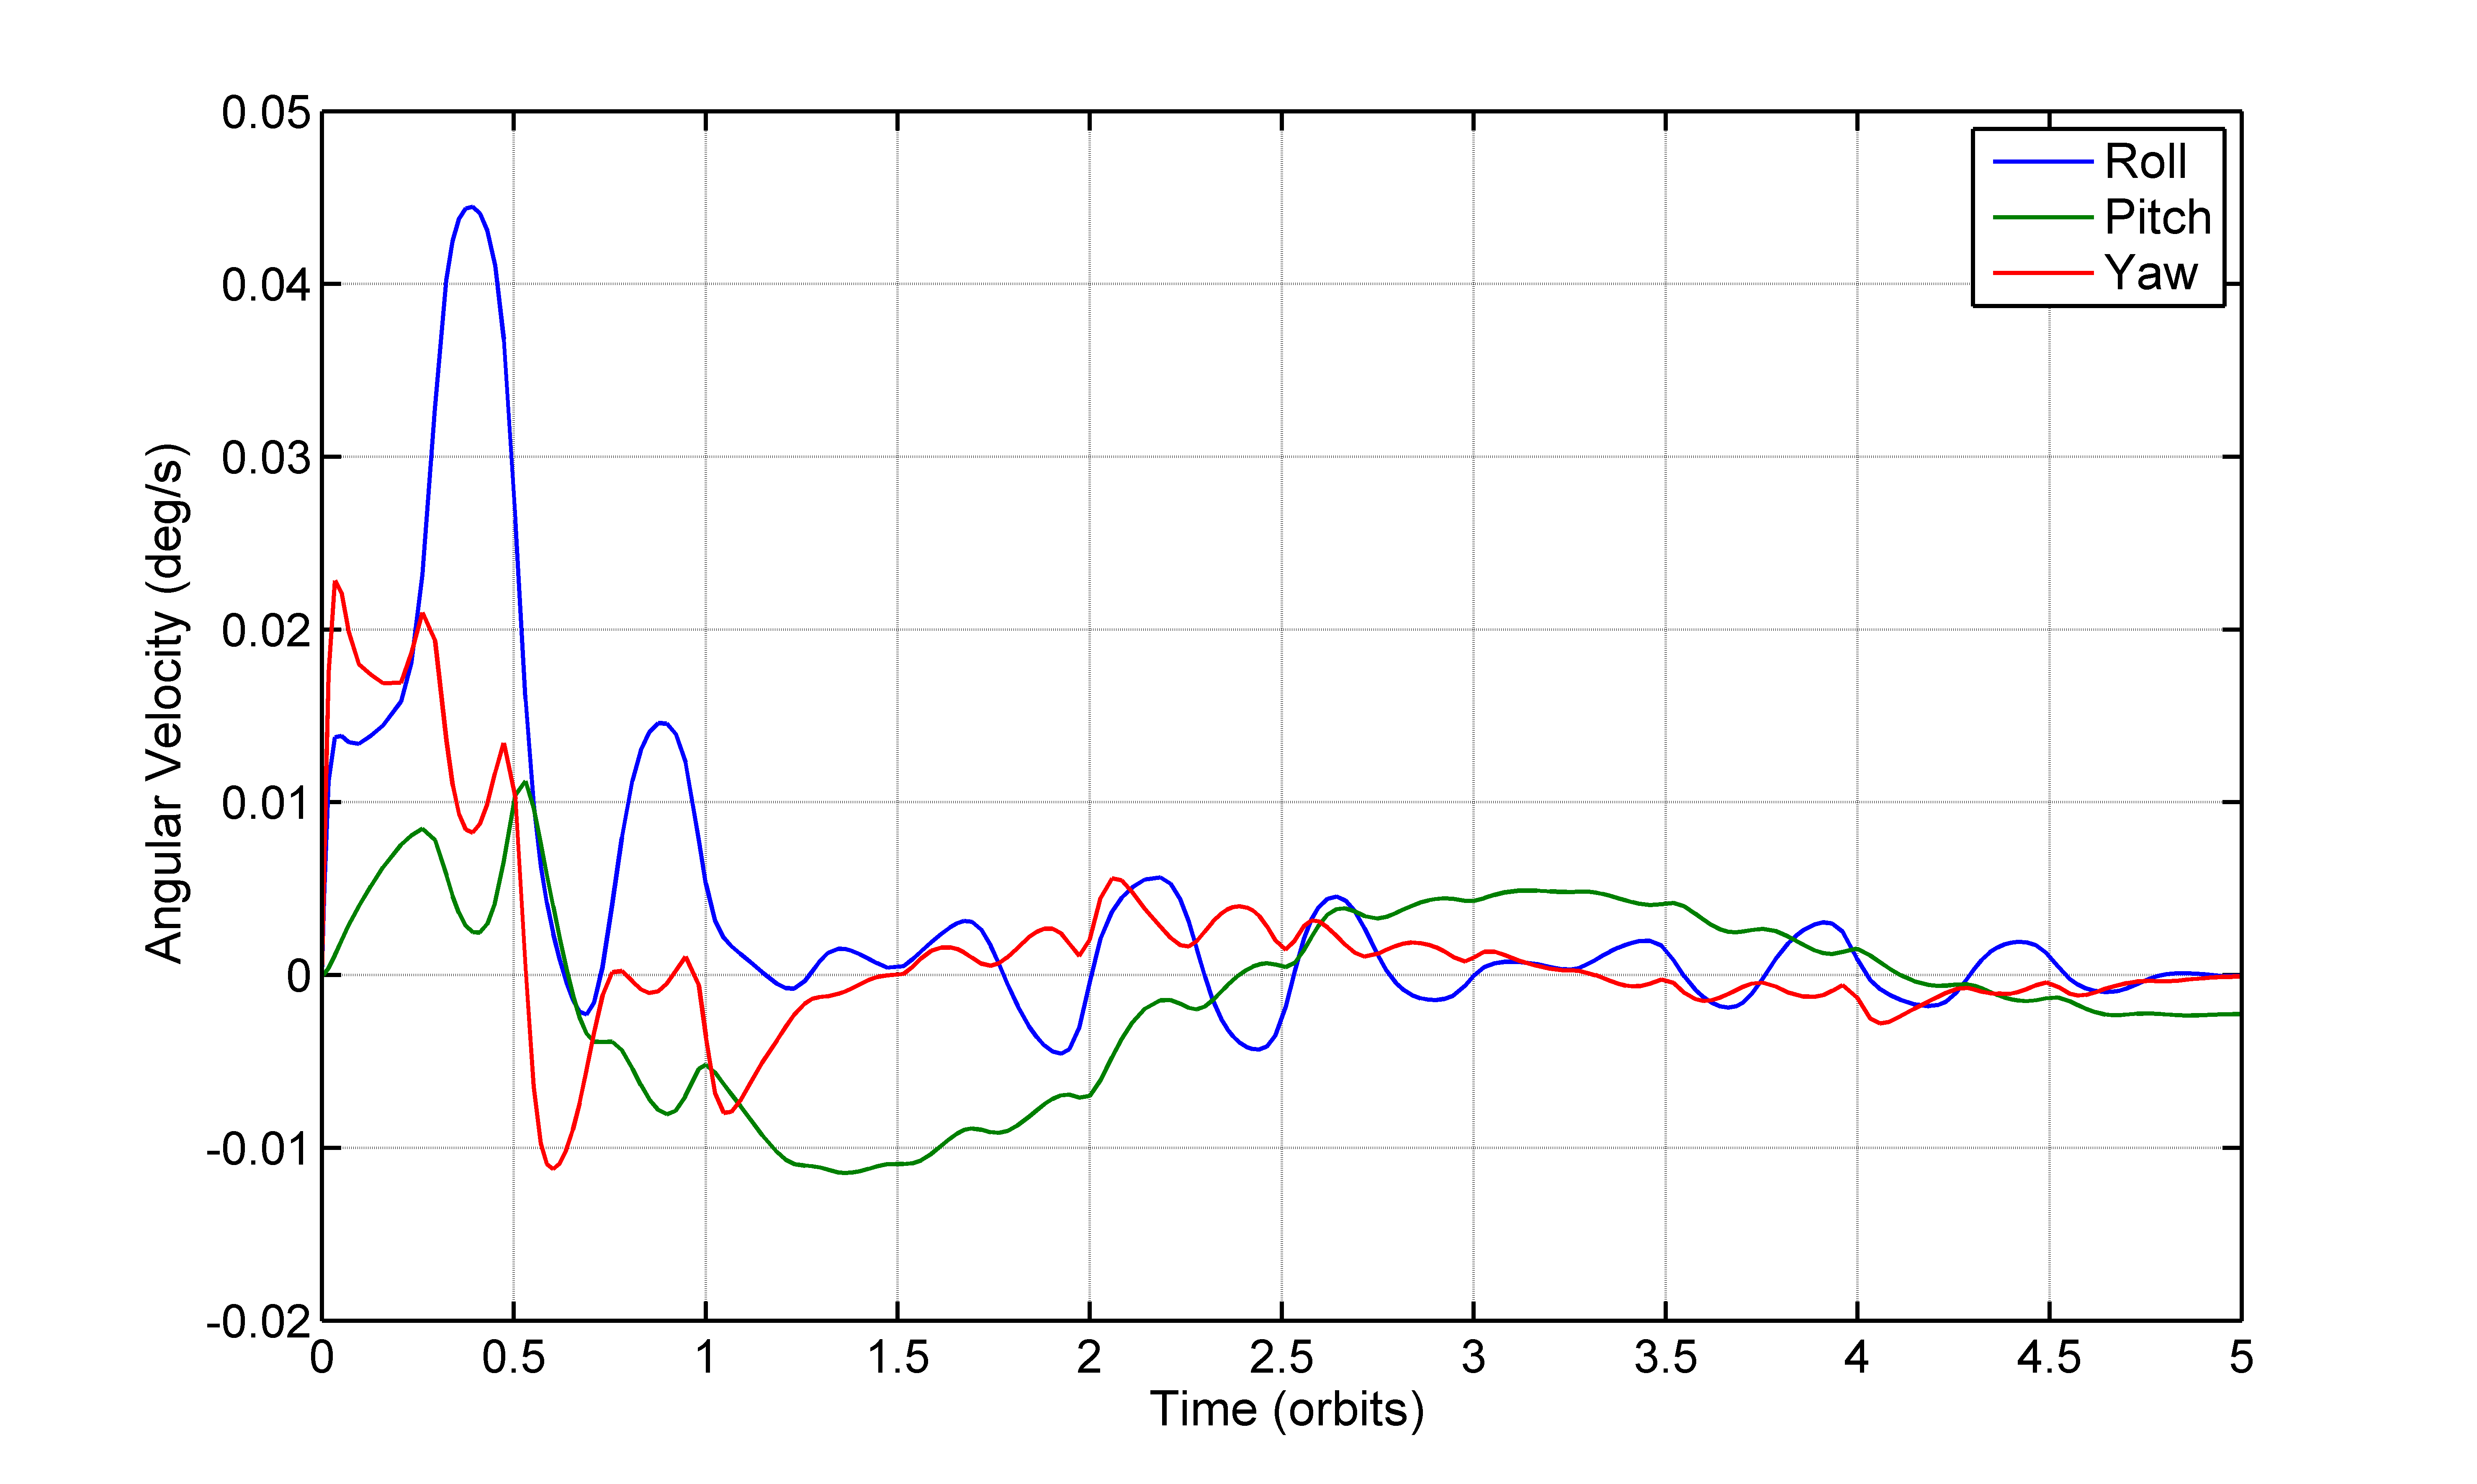 0.05
0.04
0.03
0.02
0.01
0
-0.01
-0.02
Angular Velocity (deg/s)
Roll
Pitch
Yaw
0 0.5 1 1.5 2 2.5 3 3.5 4 4.5 5
Time (orbits)